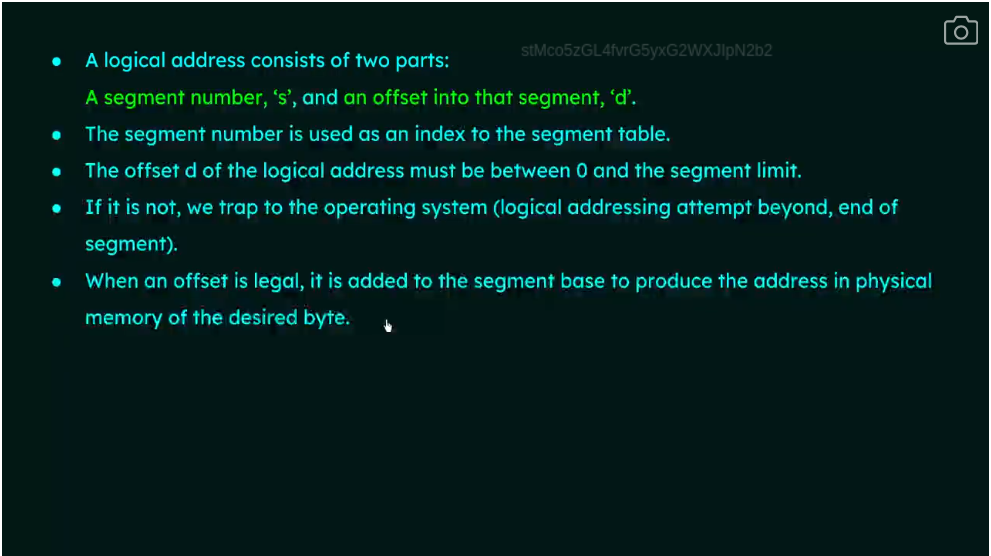 stMco5zGL4fvrG5yxG2WXJIpN2b2
• A logical address consists of two parts:
A segment number, ‘s’, and an offset into that segment, ‘d’.
• The segment number is used as an index to the segment table.
• The offset d of the logical address must be between 0 and the segment limit.
• If it is not, we trap to the operating system (logical addressing attempt beyond, end of
segment).
• When an offset is legal, it is added to the segment base to produce the address in physical
memory of the desired byte.